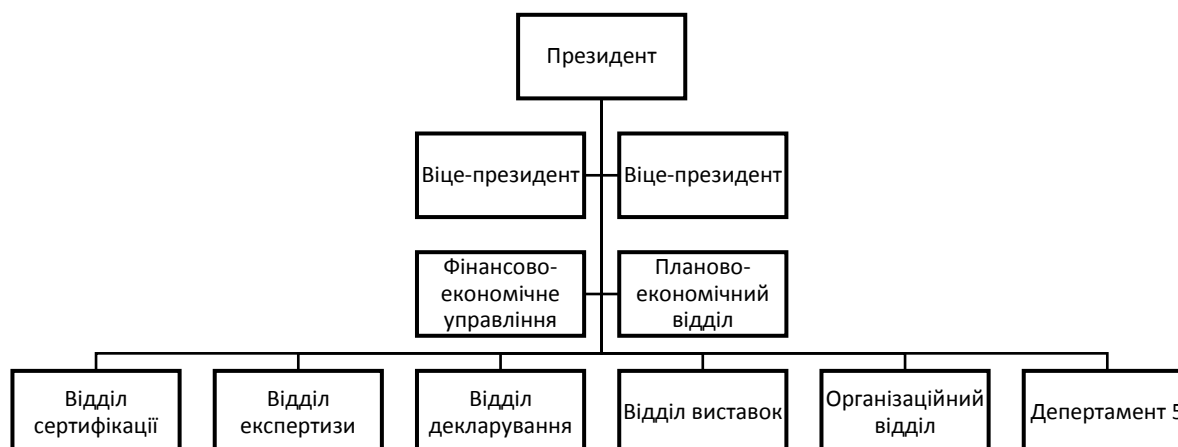 Президент
Віце-президент
Віце-президент
Фінансово-
економічне
управління
Планово-
економічний
відділ
Відділ
сертифікації
Відділ
експертизи
Відділ
декларування
Відділ виставок
Організаційний
відділ
Депертамент 5